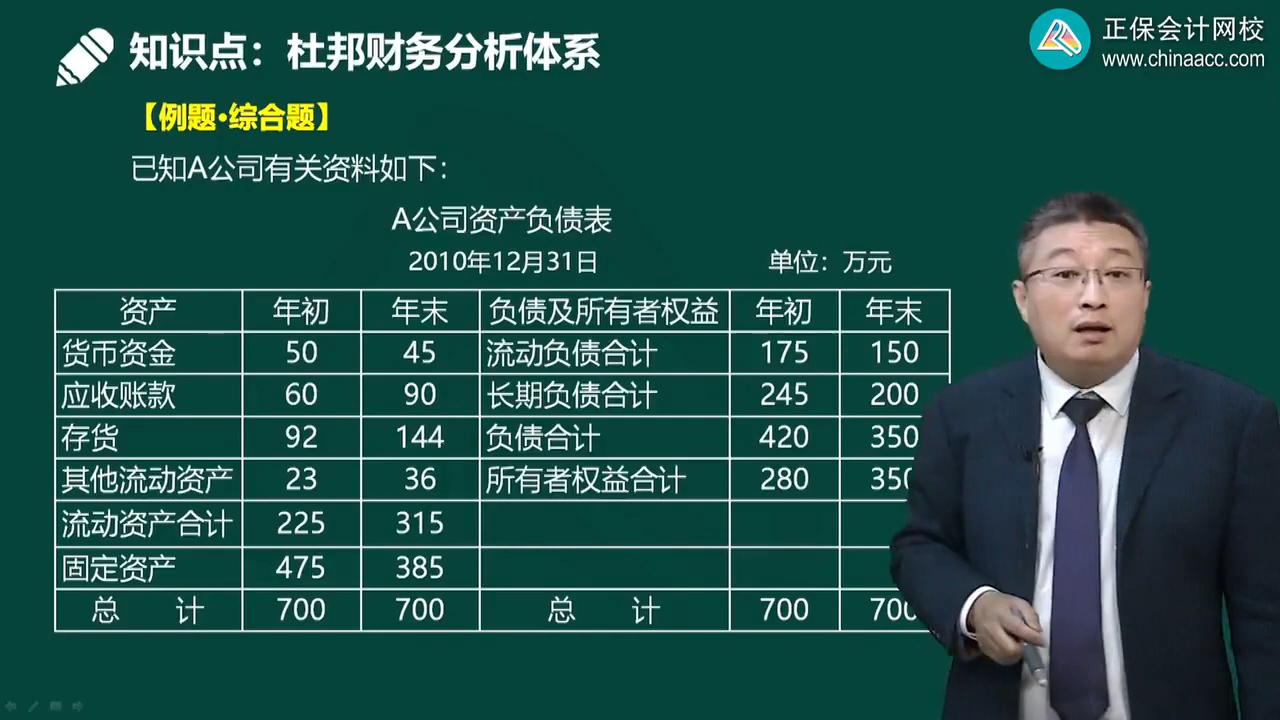 知识点：杜邦财务分析体系
正保会计网校
www.chinaacc.com
【例题·综合题】
已知A公司有关资料如下：
A公司资产负债表
2010年12月31日 单位：万元
资产 年初 年末 负债及所有者权益 年初 年末
货币资金 50 45 流动负债合计 175 150
应收账款 60 90 长期负债合计 245 200
存货 92 144 负债合计 420 350
其他流动资产 23 36 所有者权益合计 280 350
流动资产合计 225 315
固定资产 475 385
总计 700 700 总计 700 700